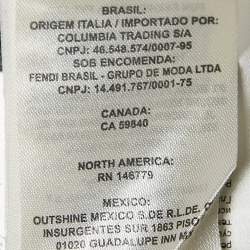 BRASIL:
ORIGEM ITALIA / IMPORTADO POR:
COLUMBIA TRADING S/A
CNPJ: 46.548.574/0007-95
SOB ENCOMENDA:
FENDI BRASIL - GRUPO DE MODA LTDA
CNPJ: 14.491.767/0001-75
CANADA:
CA 59840
NORTH AMERICA:
RN 146779
MEXICO:
OUTSHINE MEXICO S.DE R.L.DE. C
INSURGENTES SUR 1863 PISO
01020 GUADALUPE INN